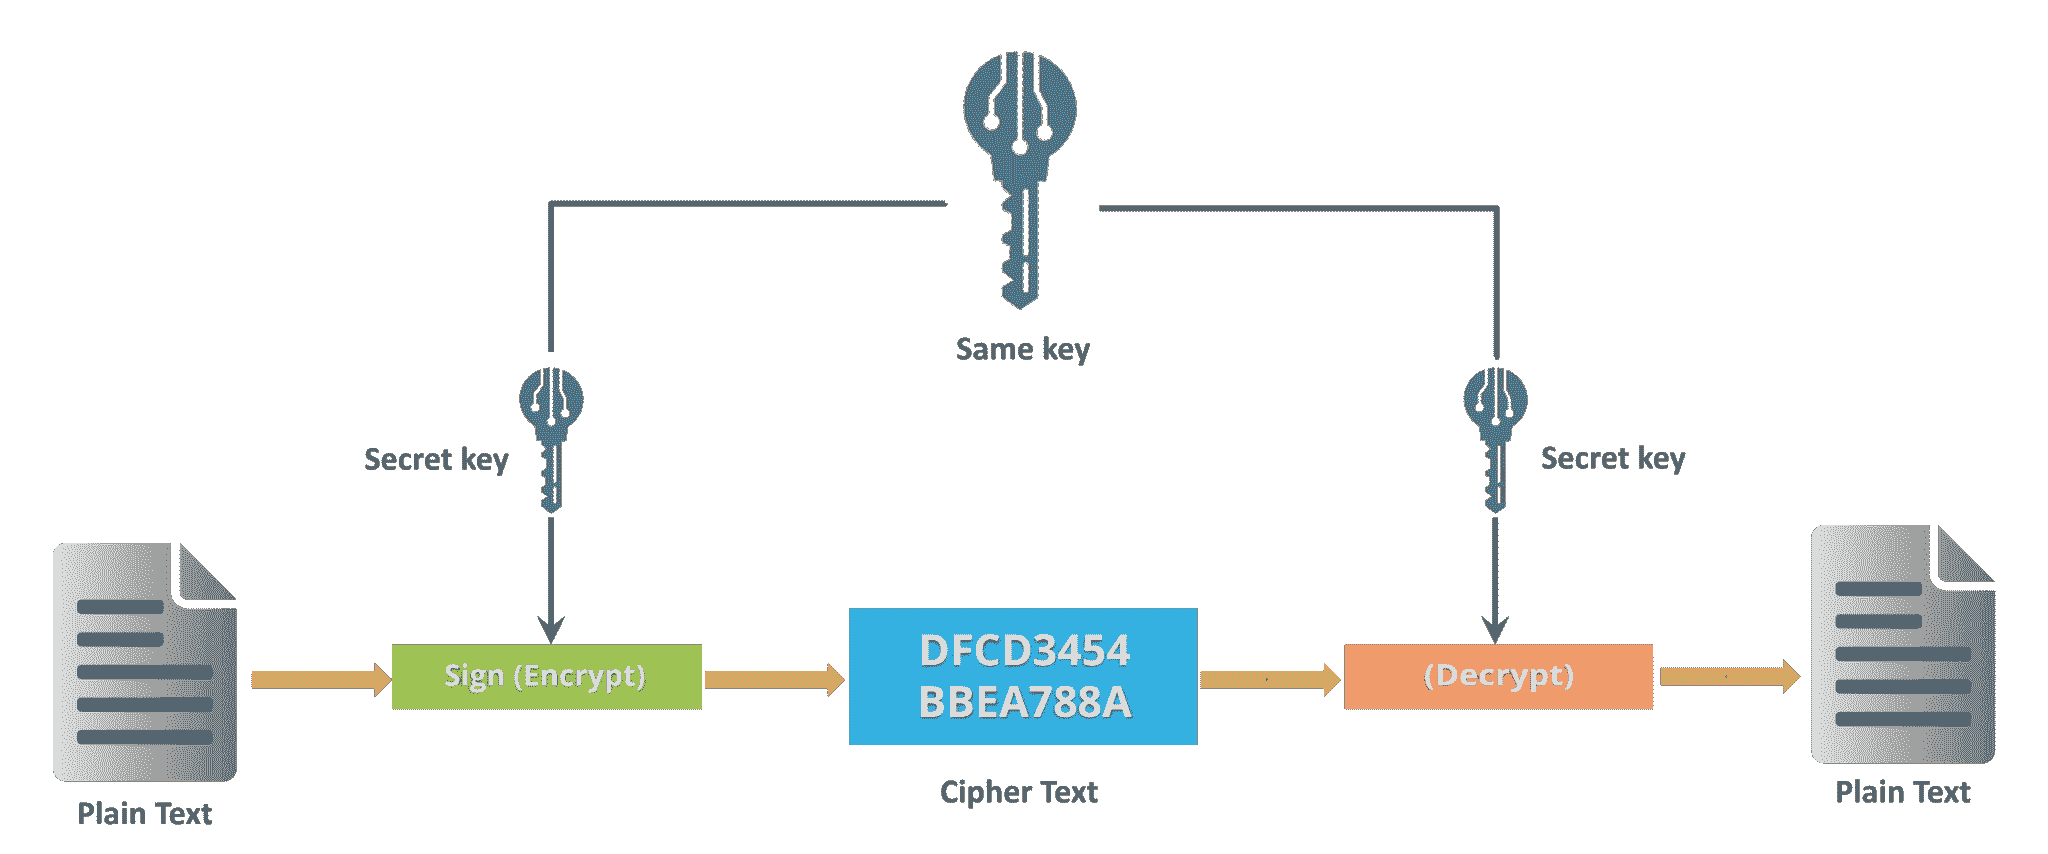 Same key
Secret key
Secret key
Sign (Encrypt)
DFCD3454
BBEA788A
(Decrypt)
Plain Text
Cipher Text
Plain Text